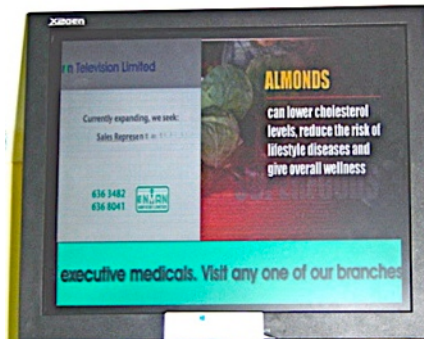 Xogen
n Television Limited
Currently expanding, we seek:
Sales Represent
636 3482
636 8041
ALMONDS
can lower cholesterol
levels, reduce the risk of
lifestyle diseases and
give overall wellness
executive medicals. Visit any one of our branches